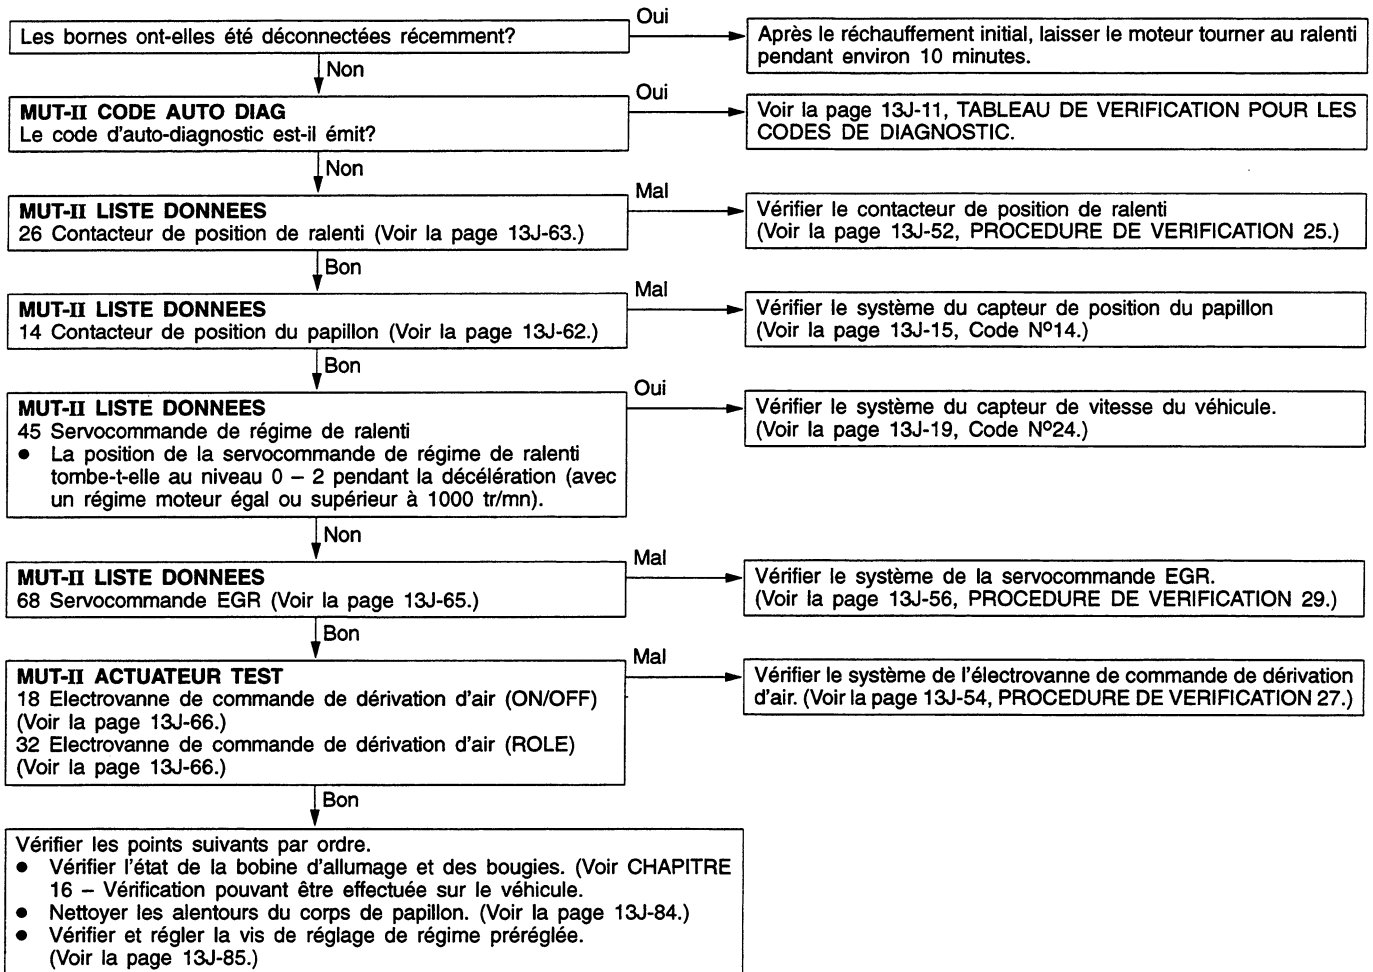 Les bornes ont-elles été déconnectées récemment?
Oui
Après le réchauffement initial, laisser le moteur tourner au ralenti
pendant environ 10 minutes.
Non
MUT-II CODE AUTO DIAG
Le code d'auto-diagnostic est-il émit?
Oui
Voir la page 13J-11, TABLEAU DE VERIFICATION POUR LES
CODES DE DIAGNOSTIC.
Non
MUT-II LISTE DONNEES
26 Contacteur de position de ralenti (Voir la page 13J-63.)
Mal
Vérifier le contacteur de position de ralenti
(Voir la page 13J-52, PROCEDURE DE VERIFICATION 25.)
Bon
MUT-II LISTE DONNEES
14 Contacteur de position du papillon (Voir la page 13J-62.)
Mal
Vérifier le système du capteur de position du papillon
(Voir la page 13J-15, Code Nº14.)
Bon
MUT-II LISTE DONNEES
45 Servocommande de régime de ralenti
● La position de la servocommande de régime de ralenti
tombe-t-elle au niveau 0 – 2 pendant la décélération (avec
un régime moteur égal ou supérieur à 1000 tr/mn).
Oui
Vérifier le système du capteur de vitesse du véhicule.
(Voir la page 13J-19, Code Nº24.)
Non
MUT-II LISTE DONNEES
68 Servocommande EGR (Voir la page 13J-65.)
Mal
Vérifier le système de la servocommande EGR.
(Voir la page 13J-56, PROCEDURE DE VERIFICATION 29.)
Bon
MUT-II ACTUATEUR TEST
18 Electrovanne de commande de dérivation d'air (ON/OFF)
(Voir la page 13J-66.)
32 Electrovanne de commande de dérivation d'air (ROLE)
(Voir la page 13J-66.)
Mal
Vérifier le système de l'électrovanne de commande de dérivation
d'air. (Voir la page 13J-54, PROCEDURE DE VERIFICATION 27.)
Bon
Vérifier les points suivants par ordre.
● Vérifier l'état de la bobine d'allumage et des bougies. (Voir CHAPITRE
16 – Vérification pouvant être effectuée sur le véhicule.
● Nettoyer les alentours du corps de papillon. (Voir la page 13J-84.)
● Vérifier et régler la vis de réglage de régime préréglée.
(Voir la page 13J-85.)